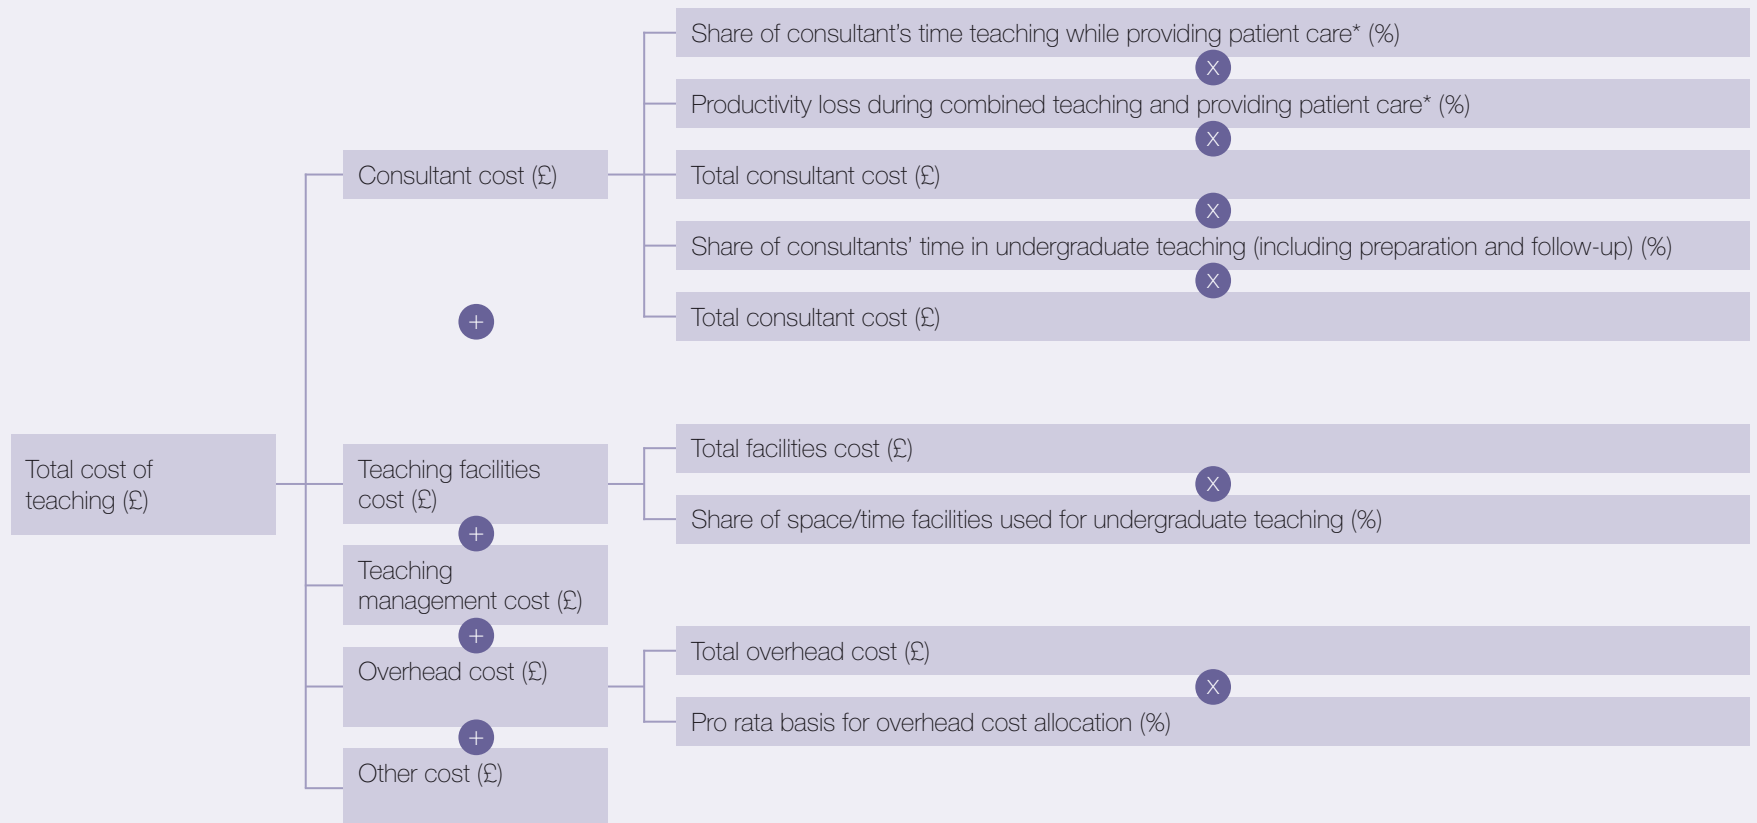 Share of consultant’s time teaching while providing patient care* (%)
X
Productivity loss during combined teaching and providing patient care* (%)
X
Consultant cost (£)
Total consultant cost (£)
X
Share of consultants’ time in undergraduate teaching (including preparation and follow-up) (%)
X
Total consultant cost (£)
+
Total cost of
teaching (£)
Teaching facilities
cost (£)
Total facilities cost (£)
X
Share of space/time facilities used for undergraduate teaching (%)
+
Teaching
management cost (£)
+
Overhead cost (£)
Total overhead cost (£)
X
Pro rata basis for overhead cost allocation (%)
+
Other cost (£)